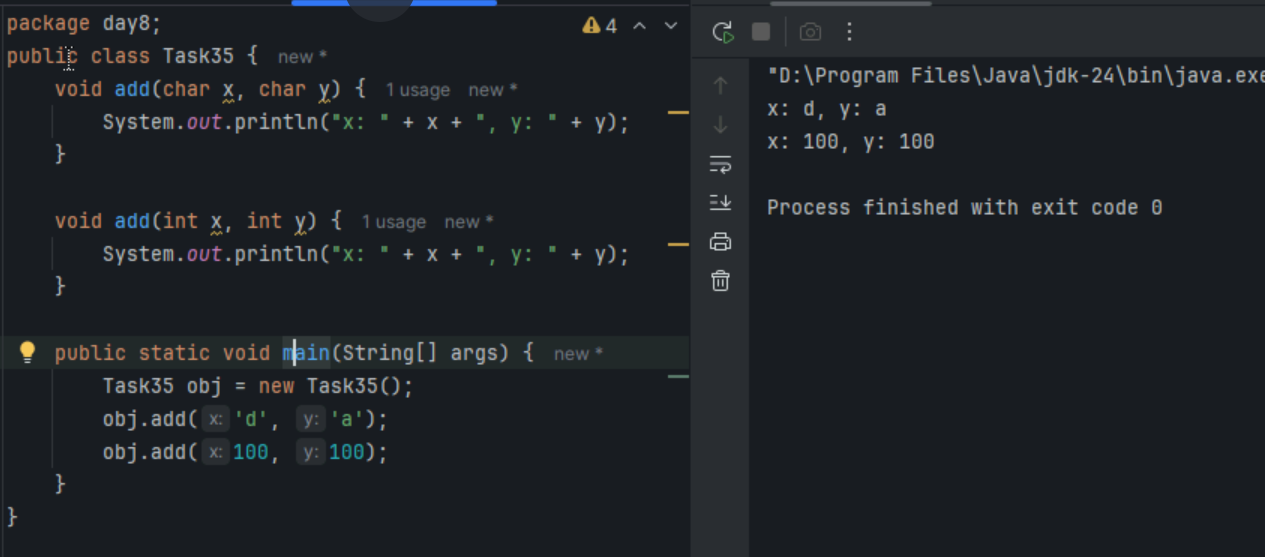 package day8;
public class Task35 { new *
void add(char x, char y) { 1 usage new *
System.out.println("x: " + x + ", y: " + y);
}
void add(int x, int y) { 1 usage new *
System.out.println("x: " + x + ", y: " + y);
}
public static void main(String[] args) { new *
Task35 obj = new Task35();
obj.add( x: 'd', y: 'a');
obj.add( x: 100, y: 100);
}
}
4
"D:\Program Files\Java\jdk-24\bin\java.exe
x: d, y: a
x: 100, y: 100
Process finished with exit code 0